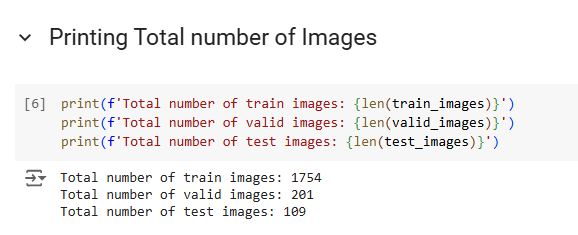 Printing Total number of Images
[6] print(f'Total number of train images: {len(train_images)}')
print(f'Total number of valid images: {len(valid_images)}')
print(f'Total number of test images: {len(test_images)}')
Total number of train images: 1754
Total number of valid images: 201
Total number of test images: 109